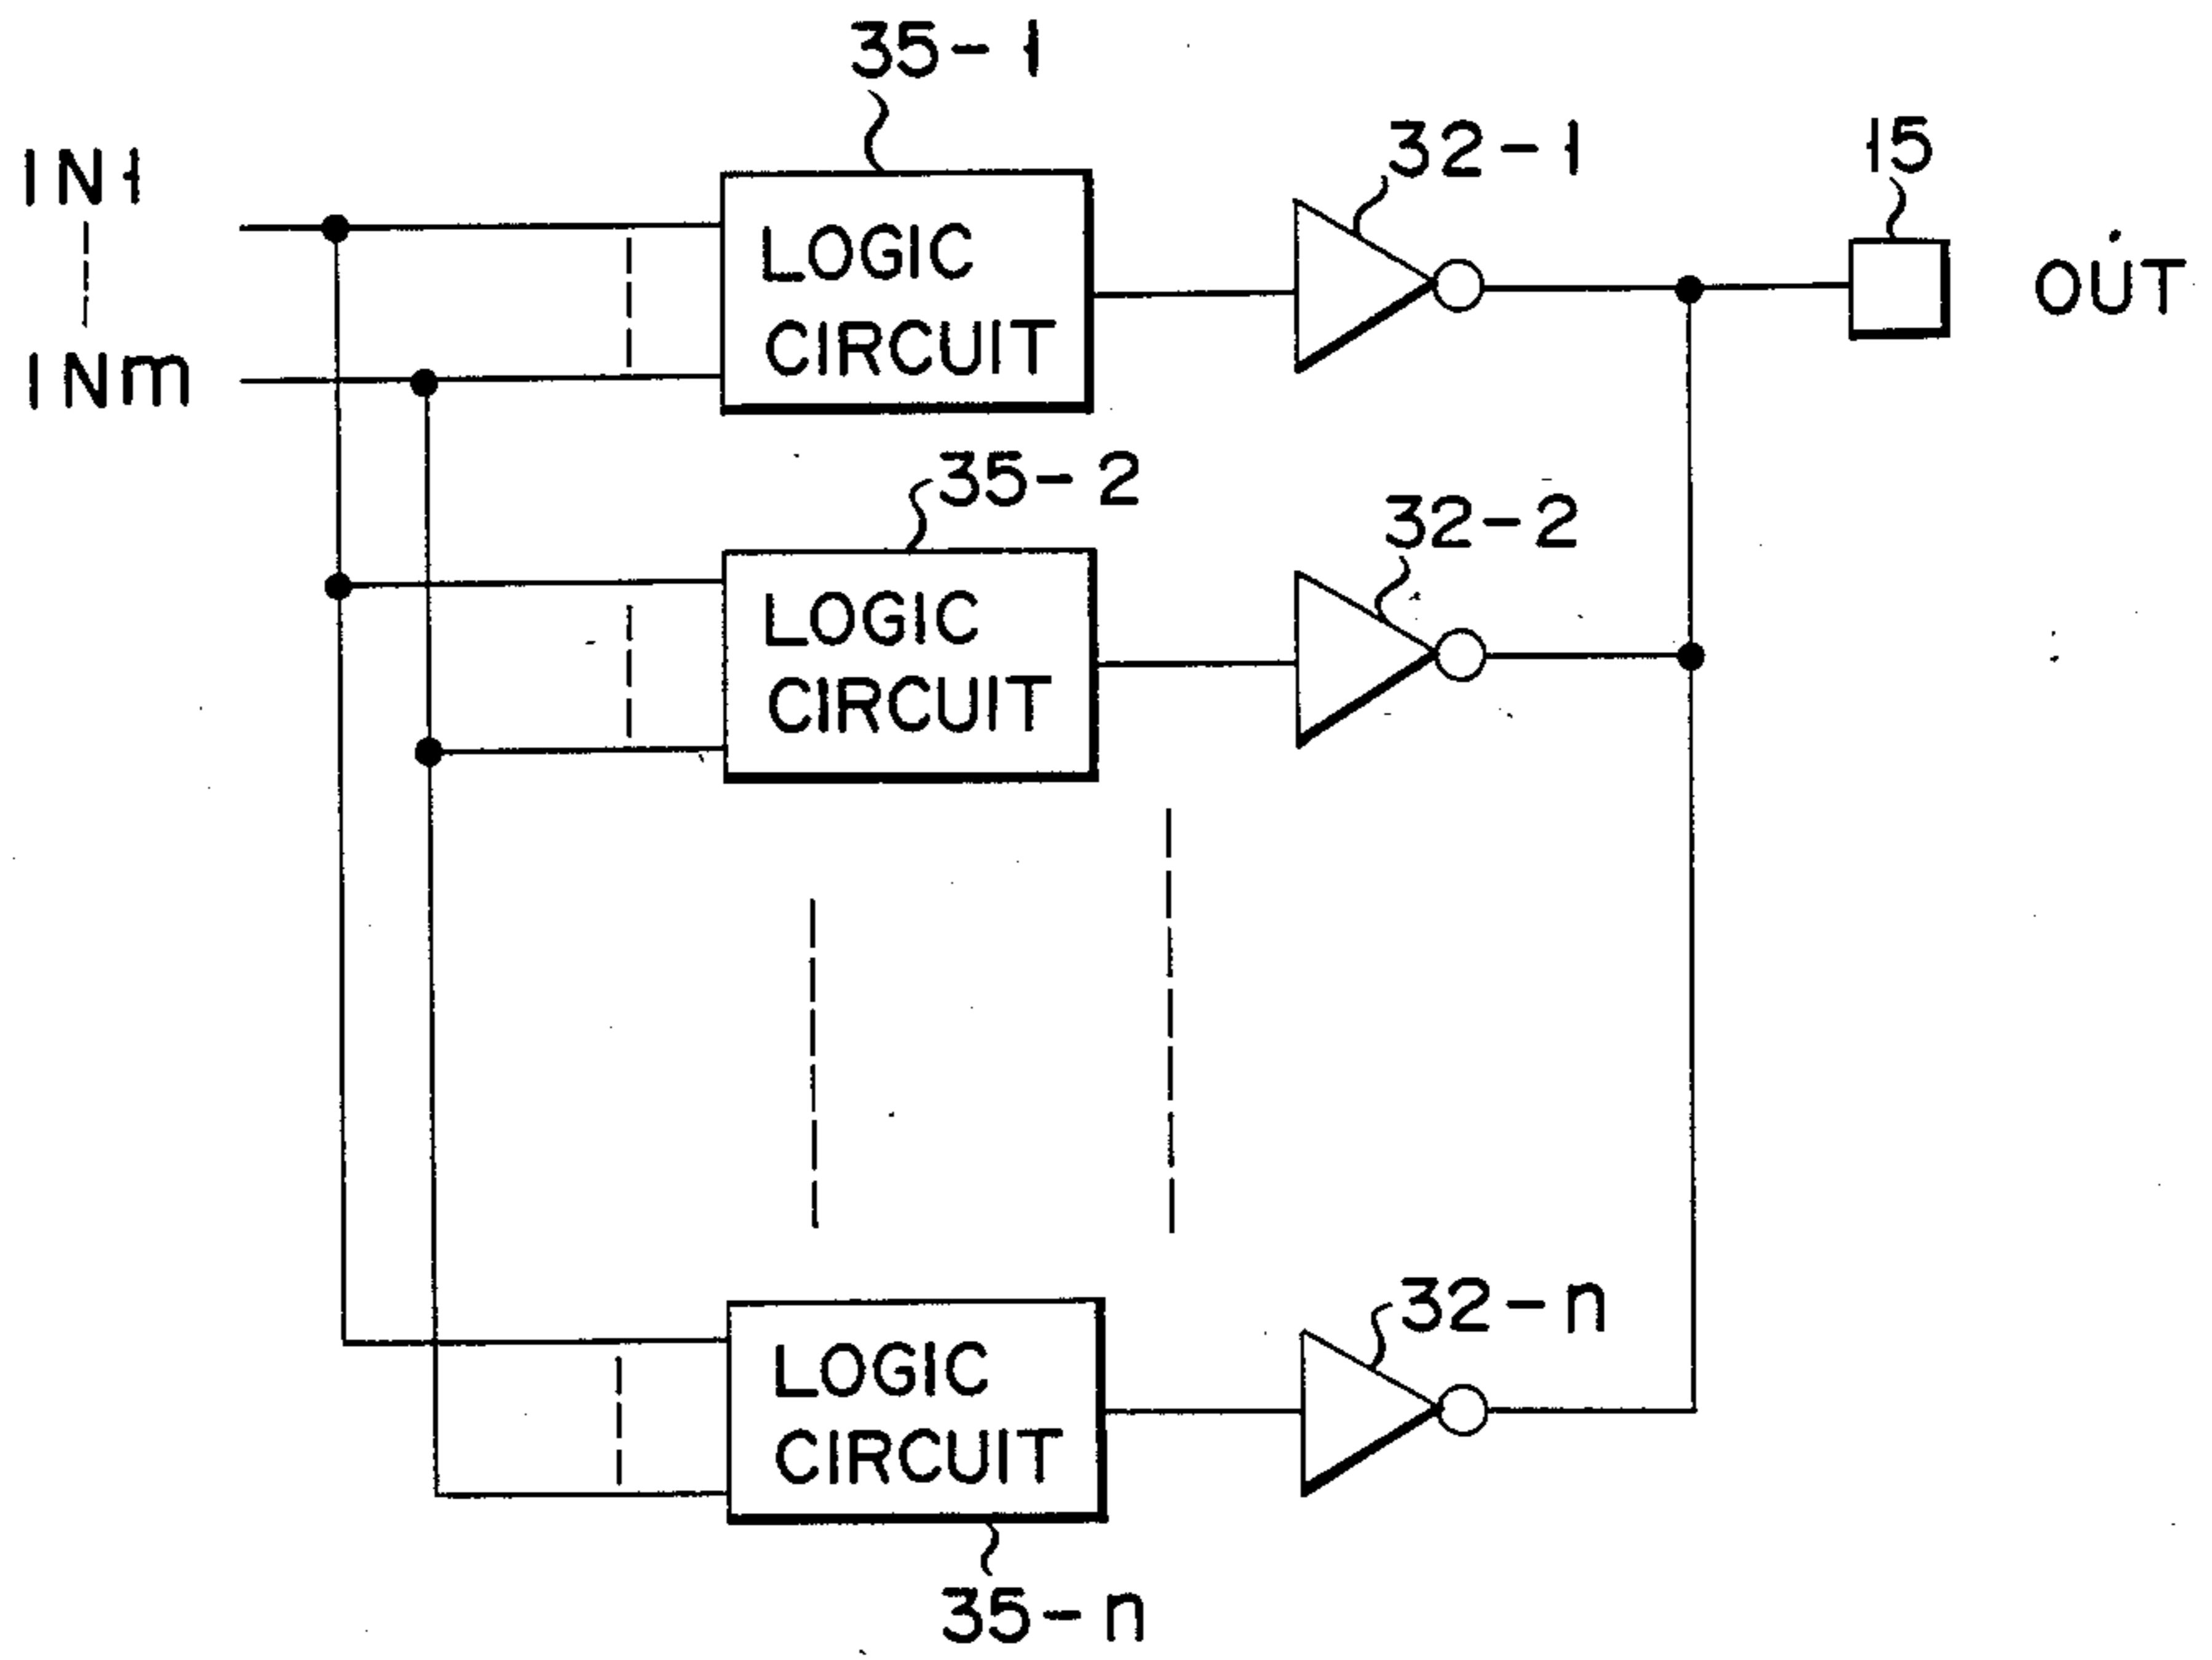 35-1
IN1
32-1
15
LOGIC
CIRCUIT
OUT
INm
35-2
32-2
LOGIC
CIRCUIT
32-n
LOGIC
CIRCUIT
35-n